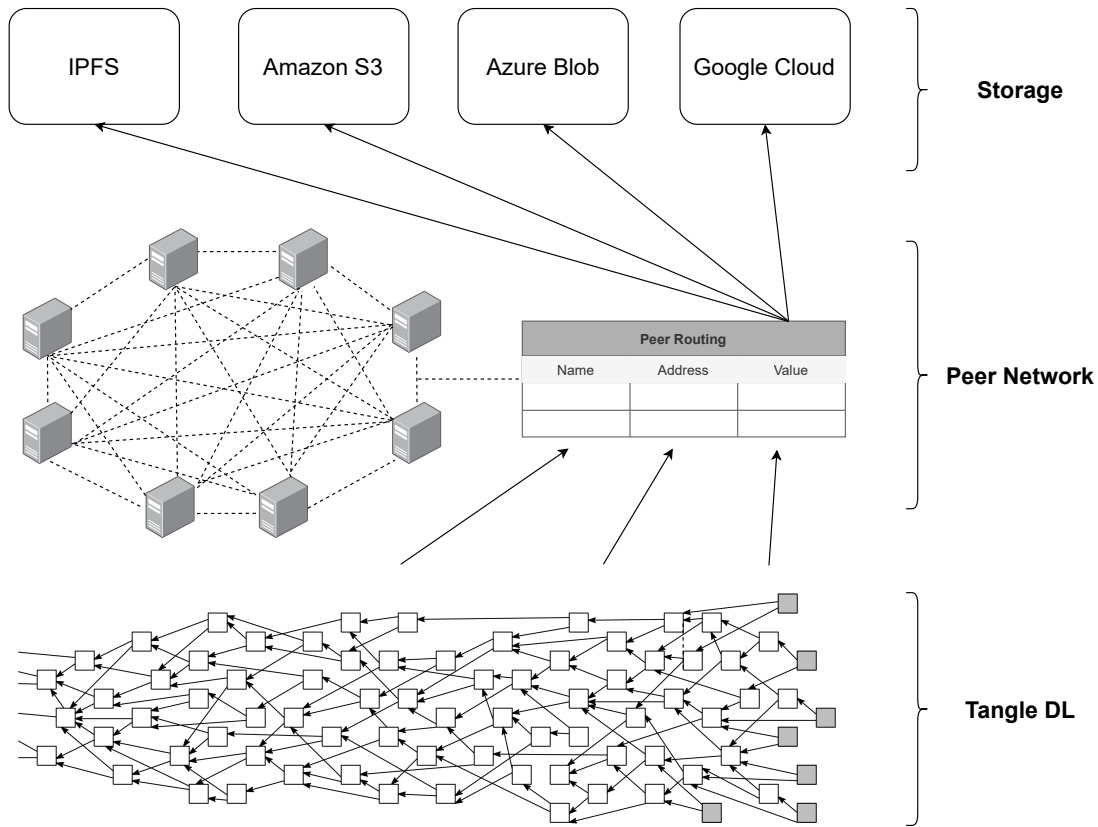 IPFS
Amazon S3
Azure Blob
Google Cloud
Storage
Peer Routing
Name Address Value
Peer Network
Tangle DL